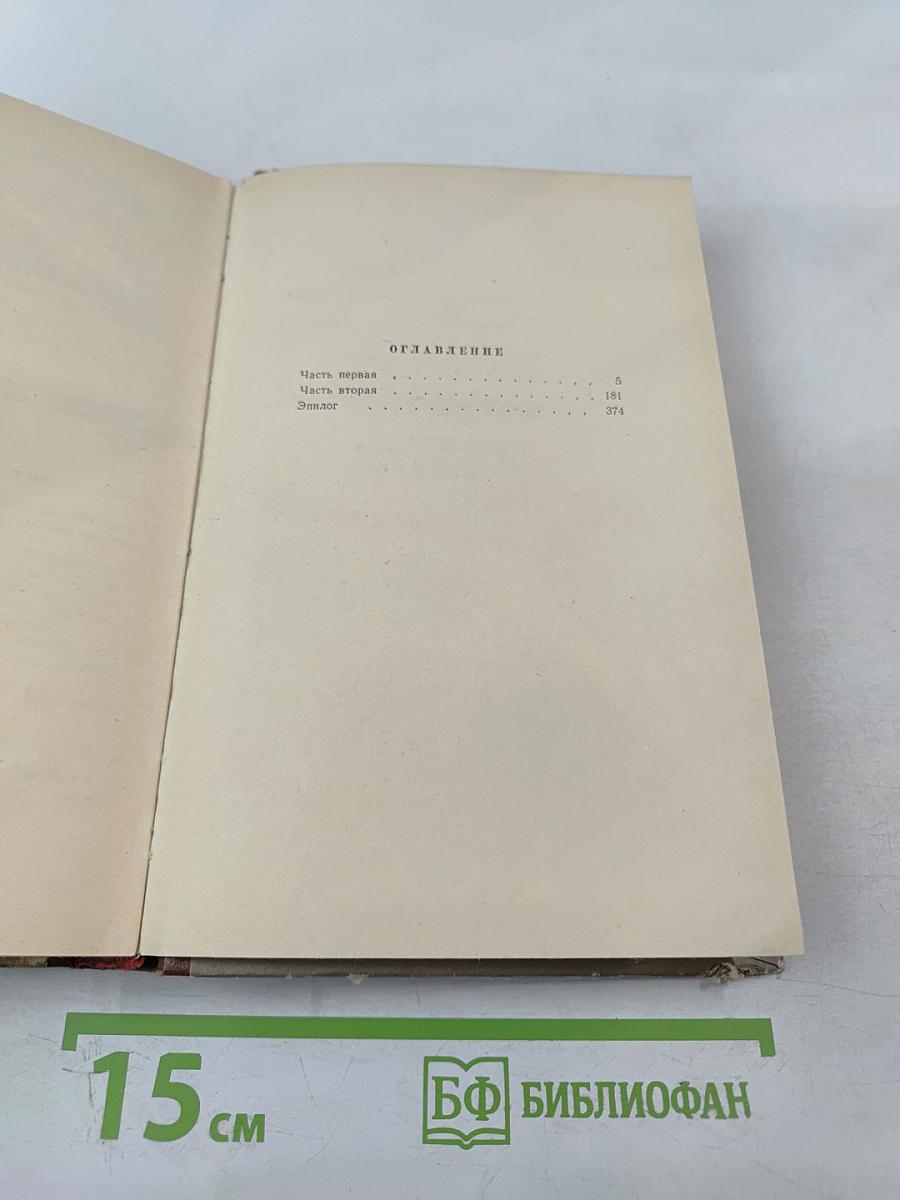 ОГЛАВЛЕНИЕ
Часть первая . . . . . . . . . . . . . . 5
Часть вторая . . . . . . . . . . . . . . 181
Эпилог . . . . . . . . . . . . . . . 374
15 см
БФ БИБЛИОФАН